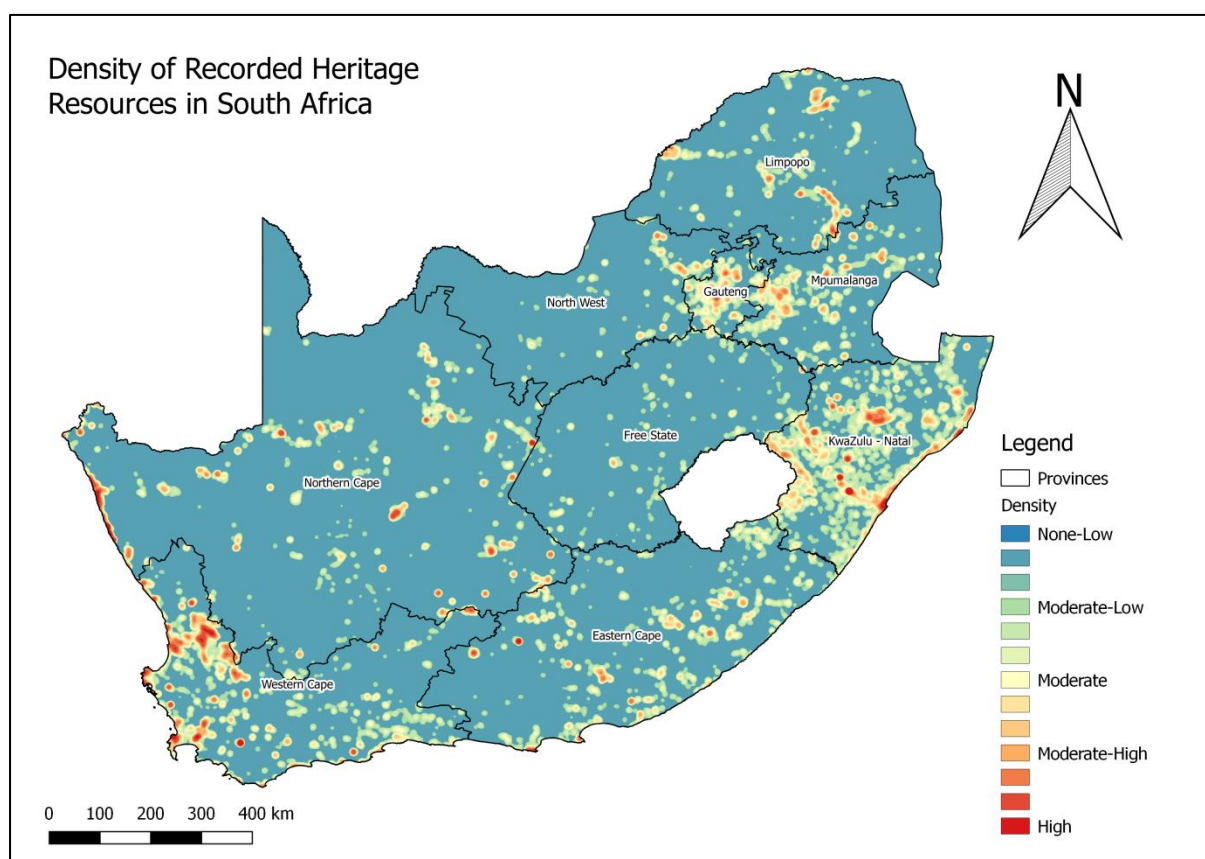 Density of Recorded Heritage
Resources in South Africa
N
Limpopo
North West
Gauteng
Mpumalanga
Free State
KwaZulu - Natal
Northern Cape
Eastern Cape
Western Cape
Legend
Provinces
Density
None-Low
Moderate-Low
Moderate
Moderate-High
High
0 100 200 300 400 km